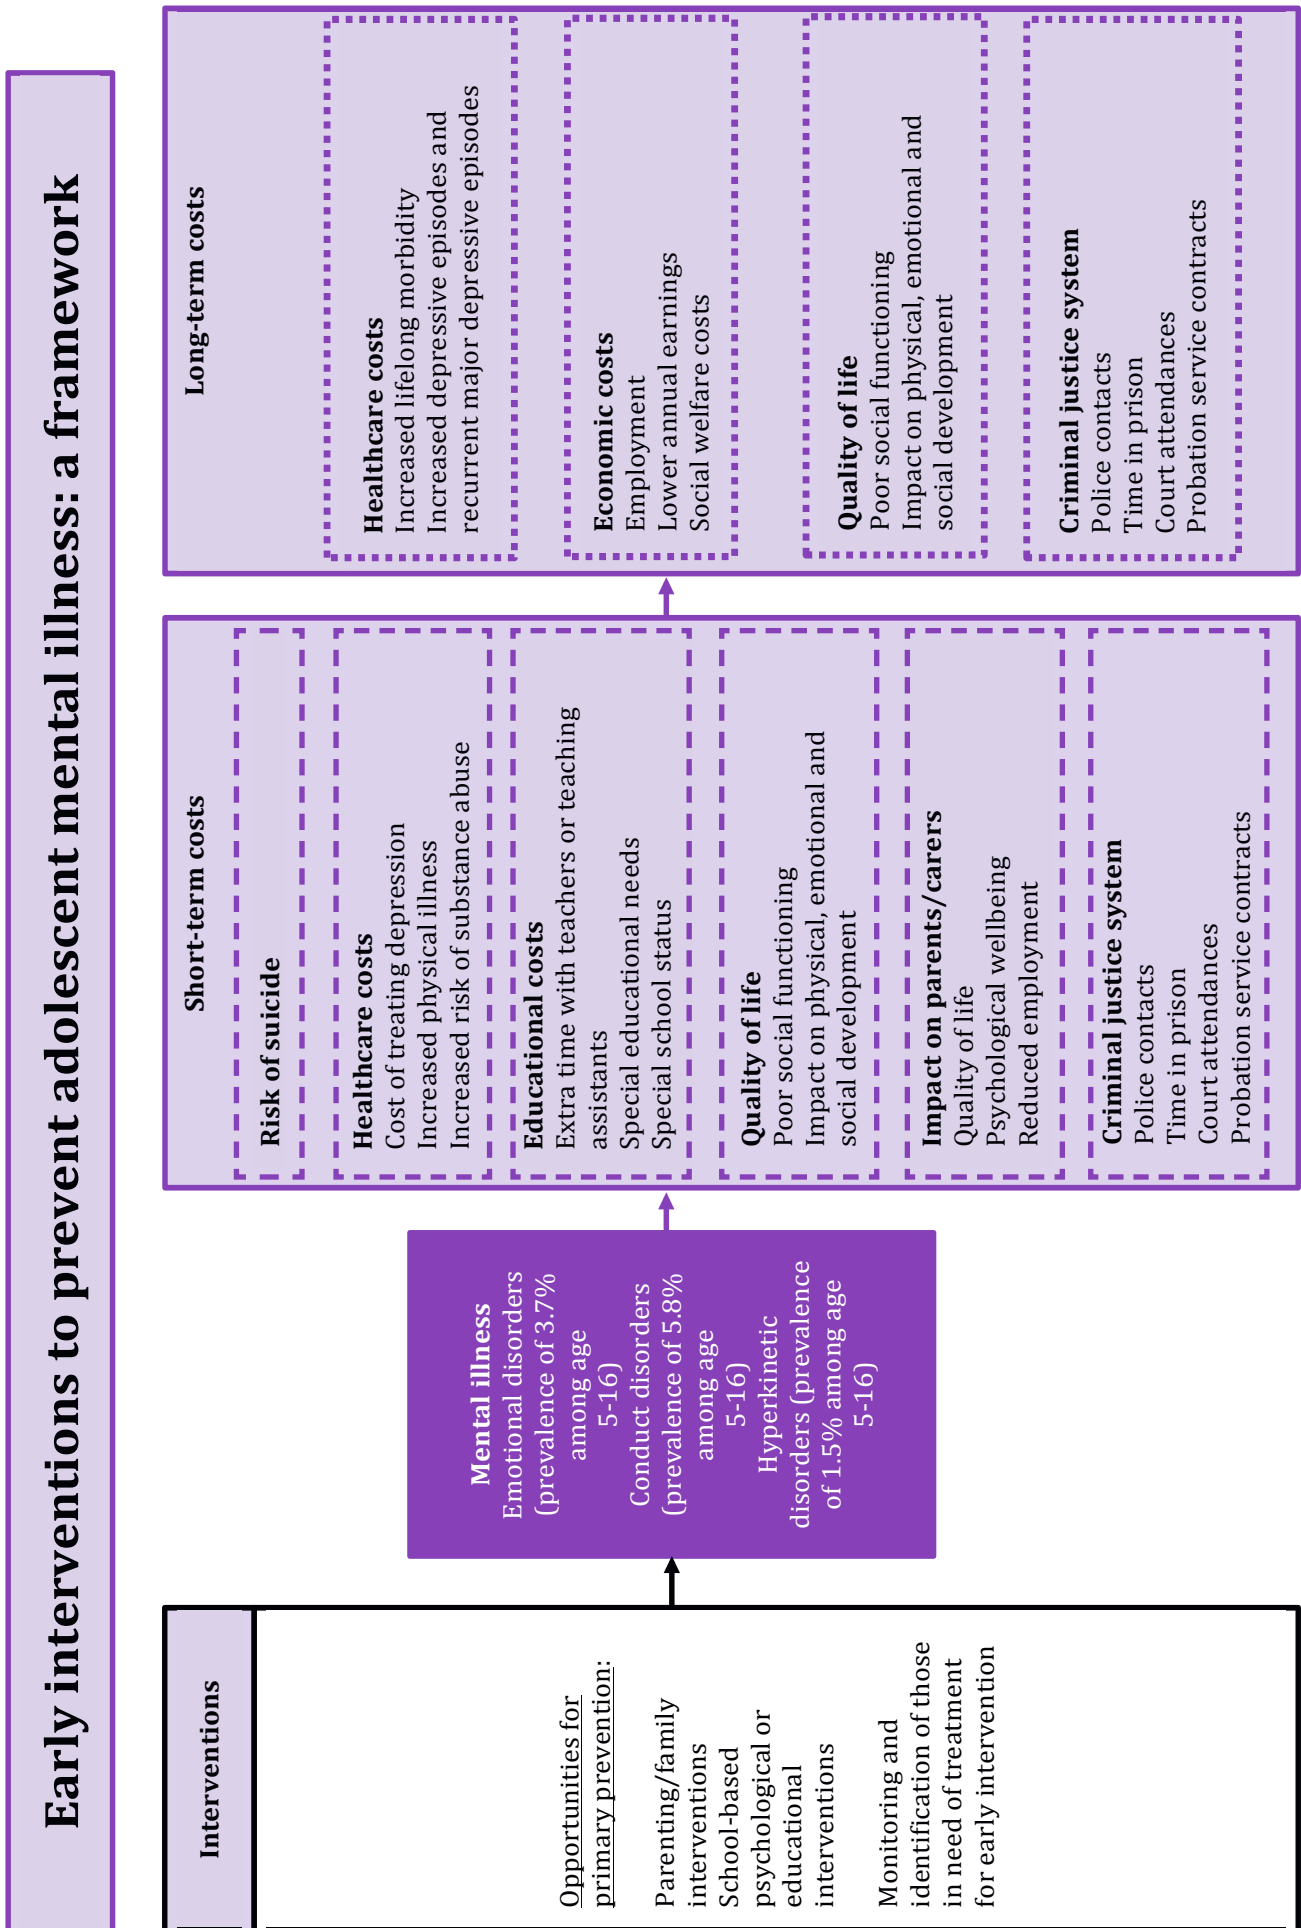 Early interventions to prevent adolescent mental illness: a framework
Interventions
Opportunities for
primary prevention:
Parenting/family
interventions
School-based
psychological or
educational
interventions
Monitoring and
identification of those
in need of treatment
for early intervention
Mental illness
Emotional disorders
(prevalence of 3.7%
among age
5-16)
Conduct disorders
(prevalence of 5.8%
among age
5-16)
Hyperkinetic
disorders (prevalence
of 1.5% among age
5-16)
Short-term costs
Risk of suicide
Healthcare costs
Cost of treating depression
Increased physical illness
Increased risk of substance abuse
Educational costs
Extra time with teachers or teaching
assistants
Special educational needs
Special school status
Quality of life
Poor social functioning
Impact on physical, emotional and
social development
Impact on parents/carers
Quality of life
Psychological wellbeing
Reduced employment
Criminal justice system
Police contacts
Time in prison
Court attendances
Probation service contracts
Long-term costs
Healthcare costs
Increased lifelong morbidity
Increased depressive episodes and
recurrent major depressive episodes
Economic costs
Employment
Lower annual earnings
Social welfare costs
Quality of life
Poor social functioning
Impact on physical, emotional and
social development
Criminal justice system
Police contacts
Time in prison
Court attendances
Probation service contracts